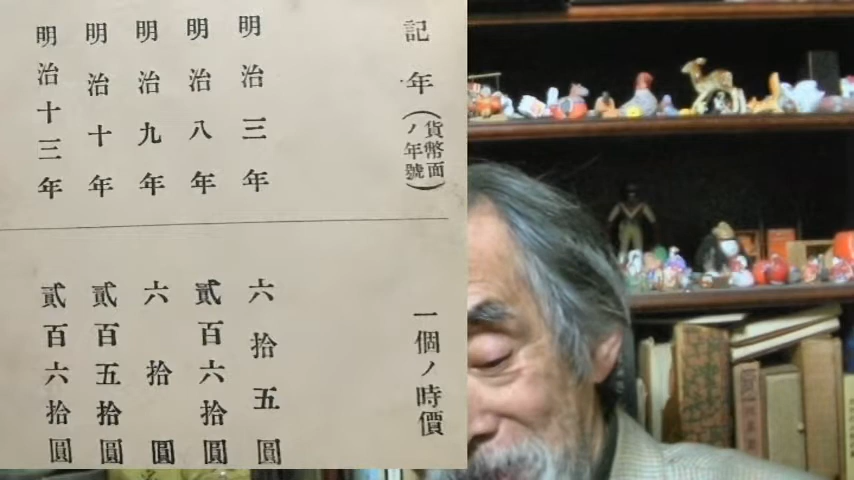 記年(貨幣面ノ年號)
一個ノ時價
明治三年
六拾五圓
明治八年
貳百六拾圓
明治九年
六拾圓
明治十年
貳百五拾圓
明治十三年
貳百六拾圓